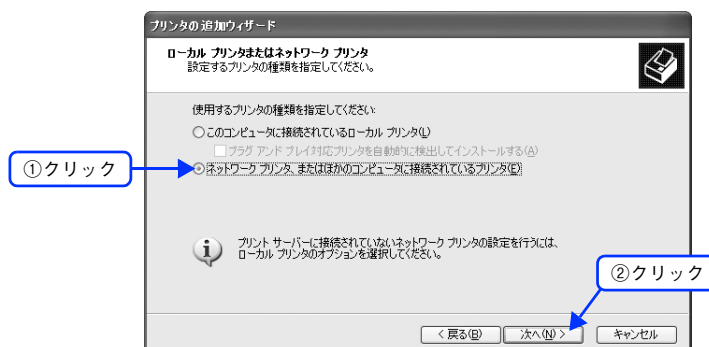 プリンタの追加ウィザード
ローカル プリンタまたはネットワーク プリンタ
設定するプリンタの種類を指定してください。
使用するプリンタの種類を指定してください:
このコンピュータに接続されているローカル プリンタ(L)
プラグ アンド プレイ対応プリンタを自動的に検出してインストールする(A)
①クリック
ネットワーク プリンタ、またはほかのコンピュータに接続されているプリンタ(E)
プリント サーバーに接続されていないネットワーク プリンタの設定を行うには、
ローカル プリンタのオプションを選択してください。
②クリック
< 戻る(B)
次へ(N) >
キャンセル